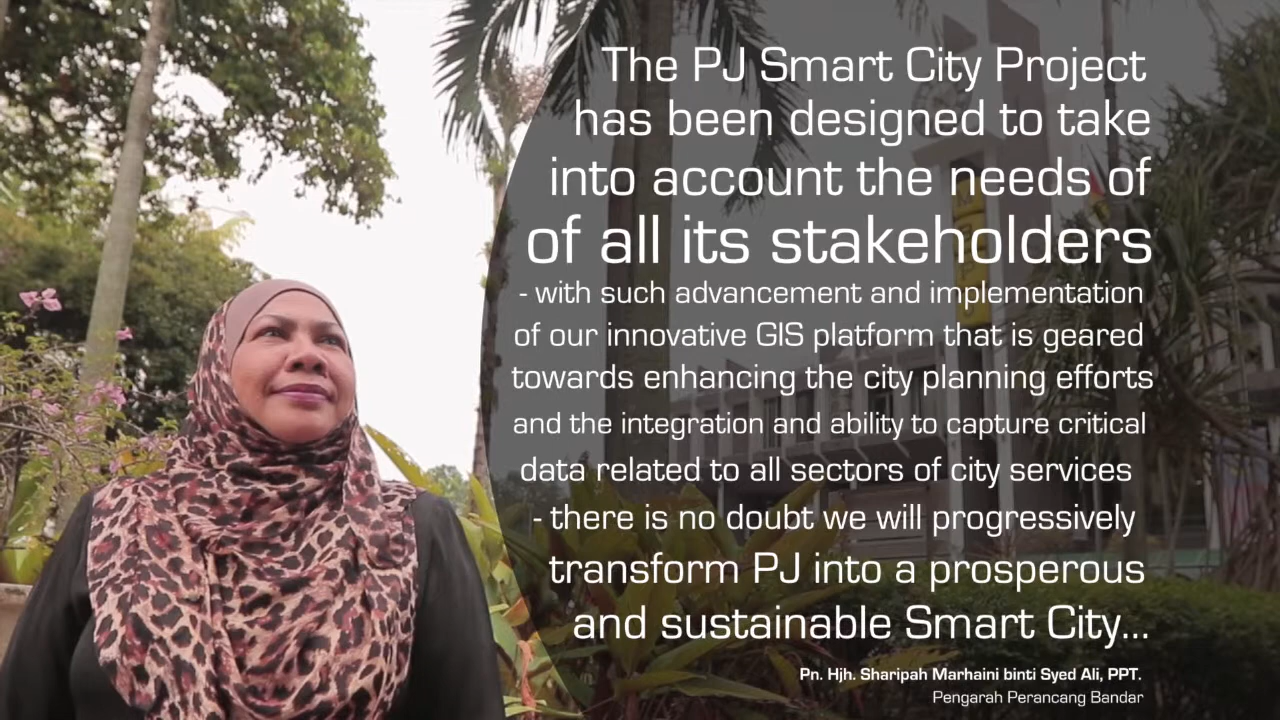 The PJ Smart City Project
has been designed to take
into account the needs of
of all its stakeholders
- with such advancement and implementation
of our innovative GIS platform that is geared
towards enhancing the city planning efforts
and the integration and ability to capture critical
data related to all sectors of city services
- there is no doubt we will progressively
transform PJ into a prosperous
and sustainable Smart City...
Pn. Hjh. Sharipah Marhaini binti Syed Ali, PPT.
Pengarah Perancang Bandar